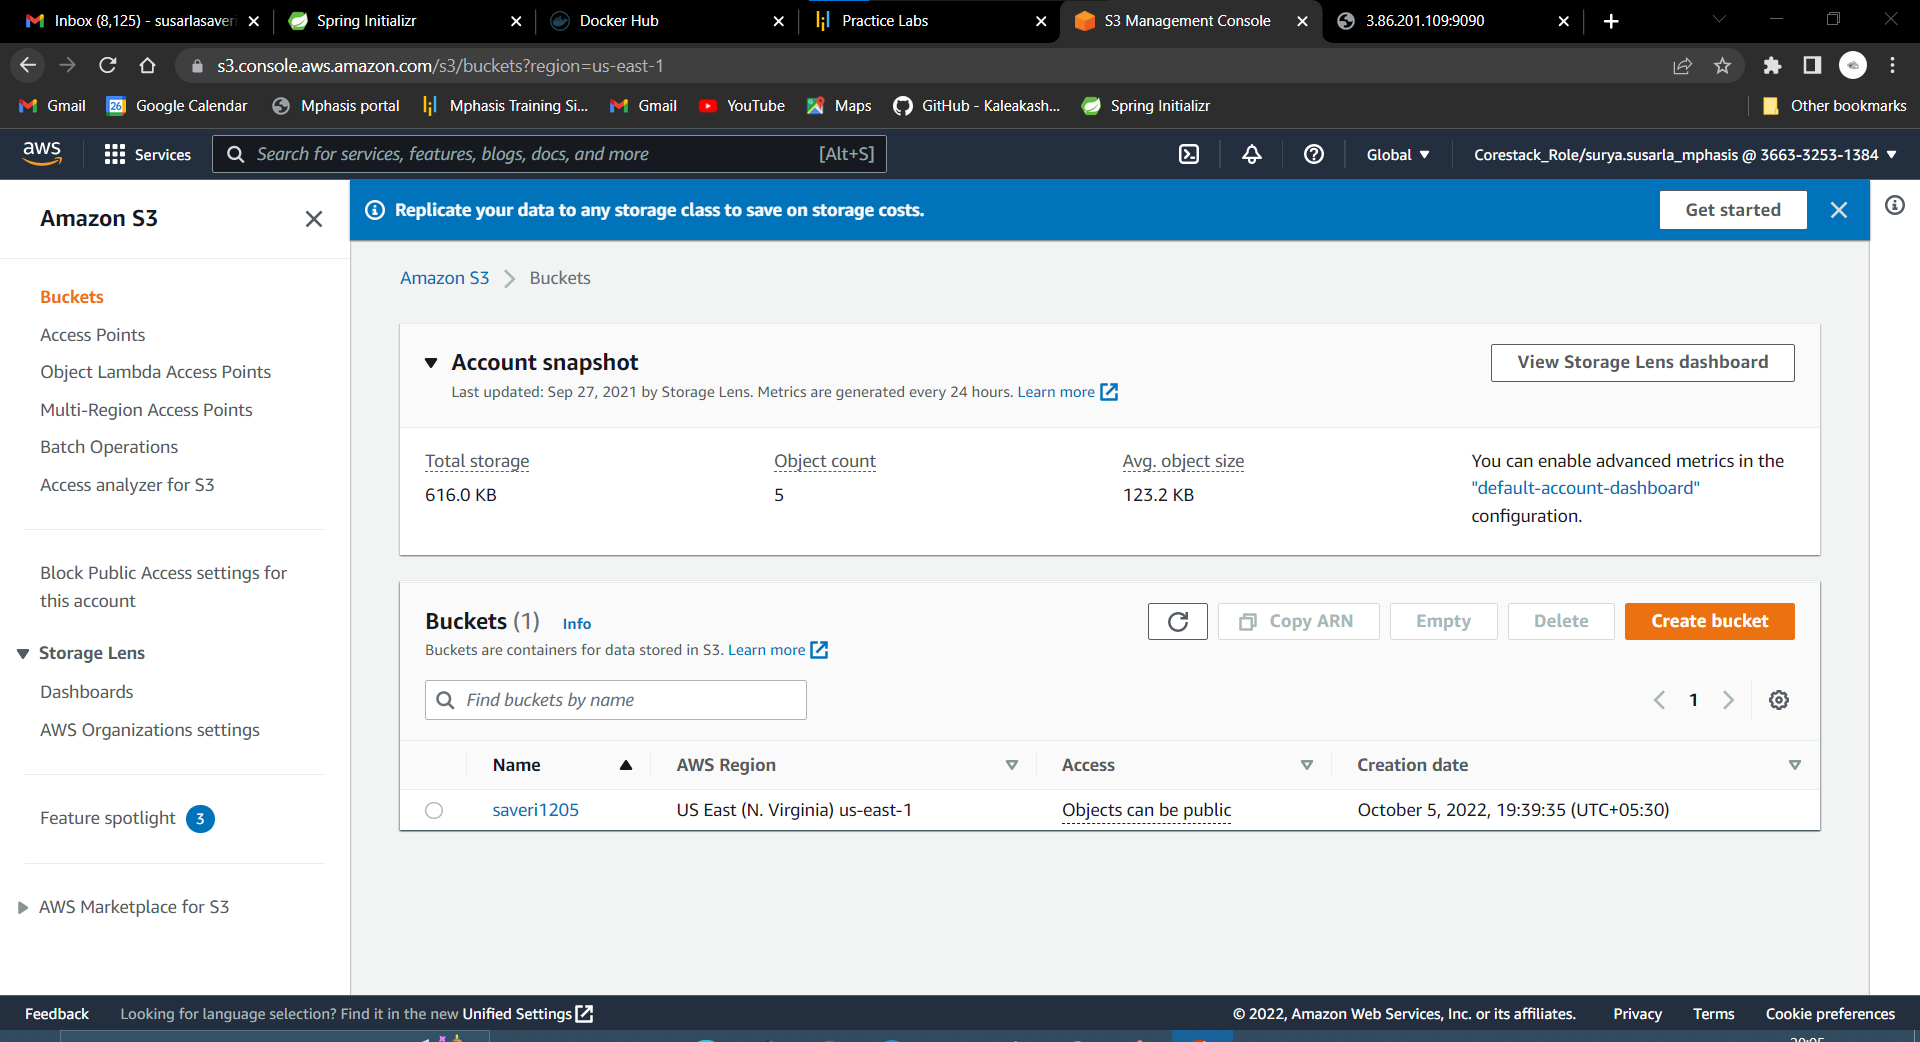 Inbox (8,125) - susarlasaveri
Spring Initializr
Docker Hub
Practice Labs
S3 Management Console
3.86.201.109:9090
s3.console.aws.amazon.com/s3/buckets?region=us-east-1
Gmail
26
Google Calendar
Mphasis portal
Mphasis Training Si...
Gmail
YouTube
Maps
GitHub - Kaleakash...
Spring Initializr
Other bookmarks
aws
Services
Search for services, features, blogs, docs, and more
[Alt+S]
Global
Corestack_Role/surya.susarla_mphasis @ 3663-3253-1384
Amazon S3
Buckets
Access Points
Object Lambda Access Points
Multi-Region Access Points
Batch Operations
Access analyzer for S3
Block Public Access settings for
this account
Storage Lens
Dashboards
AWS Organizations settings
Feature spotlight 3
AWS Marketplace for S3
Replicate your data to any storage class to save on storage costs.
Get started
Amazon S3
Buckets
Account snapshot
Last updated: Sep 27, 2021 by Storage Lens. Metrics are generated every 24 hours. Learn more
View Storage Lens dashboard
Total storage
616.0 KB
Object count
5
Avg. object size
123.2 KB
You can enable advanced metrics in the
"default-account-dashboard"
configuration.
Buckets (1) Info
Buckets are containers for data stored in S3. Learn more
Copy ARN
Empty
Delete
Create bucket
Find buckets by name
1
Name
AWS Region
Access
Creation date
saveri1205
US East (N. Virginia) us-east-1
Objects can be public
October 5, 2022, 19:39:35 (UTC+05:30)
Feedback
Looking for language selection? Find it in the new Unified Settings
© 2022, Amazon Web Services, Inc. or its affiliates.
Privacy
Terms
Cookie preferences